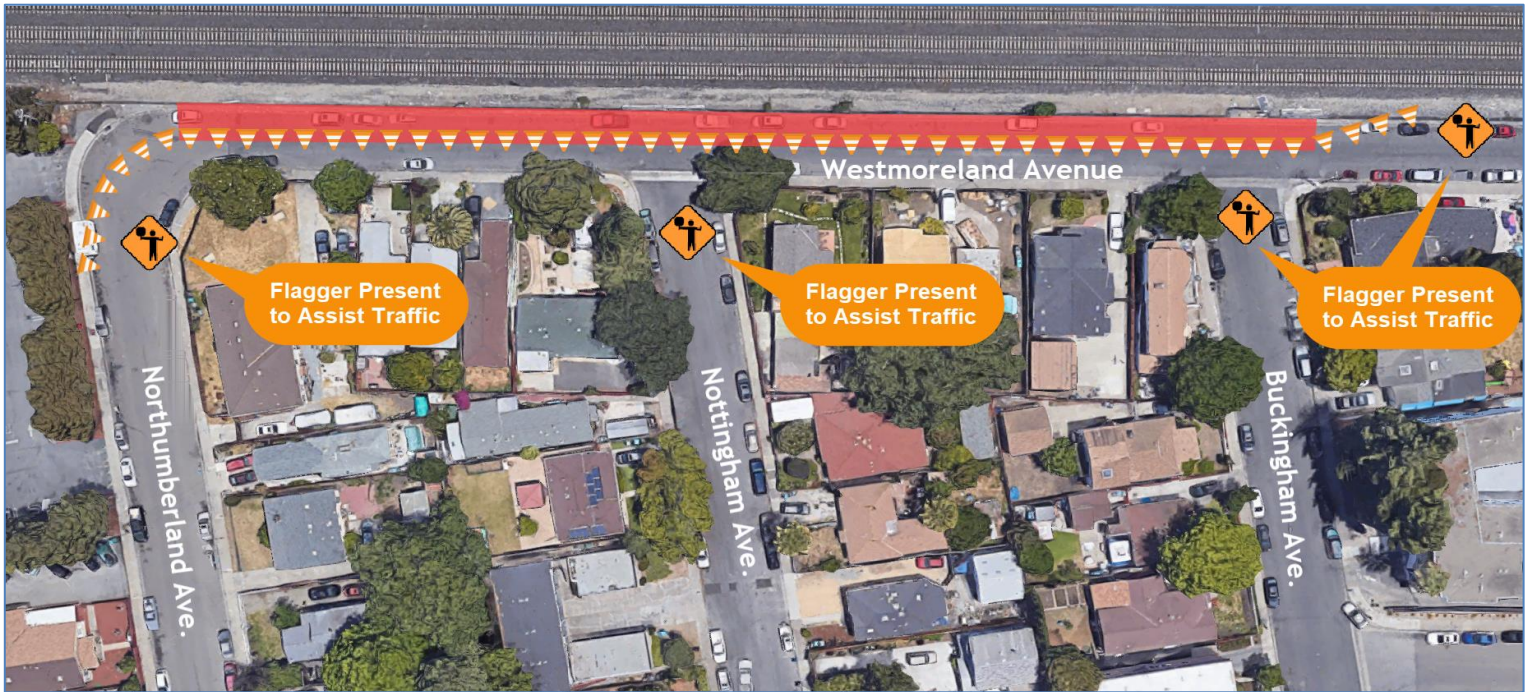 Westmoreland Avenue
Flagger Present
to Assist Traffic
Flagger Present
to Assist Traffic
Flagger Present
to Assist Traffic
Northumberland Ave.
Nottingham Ave.
Buckingham Ave.